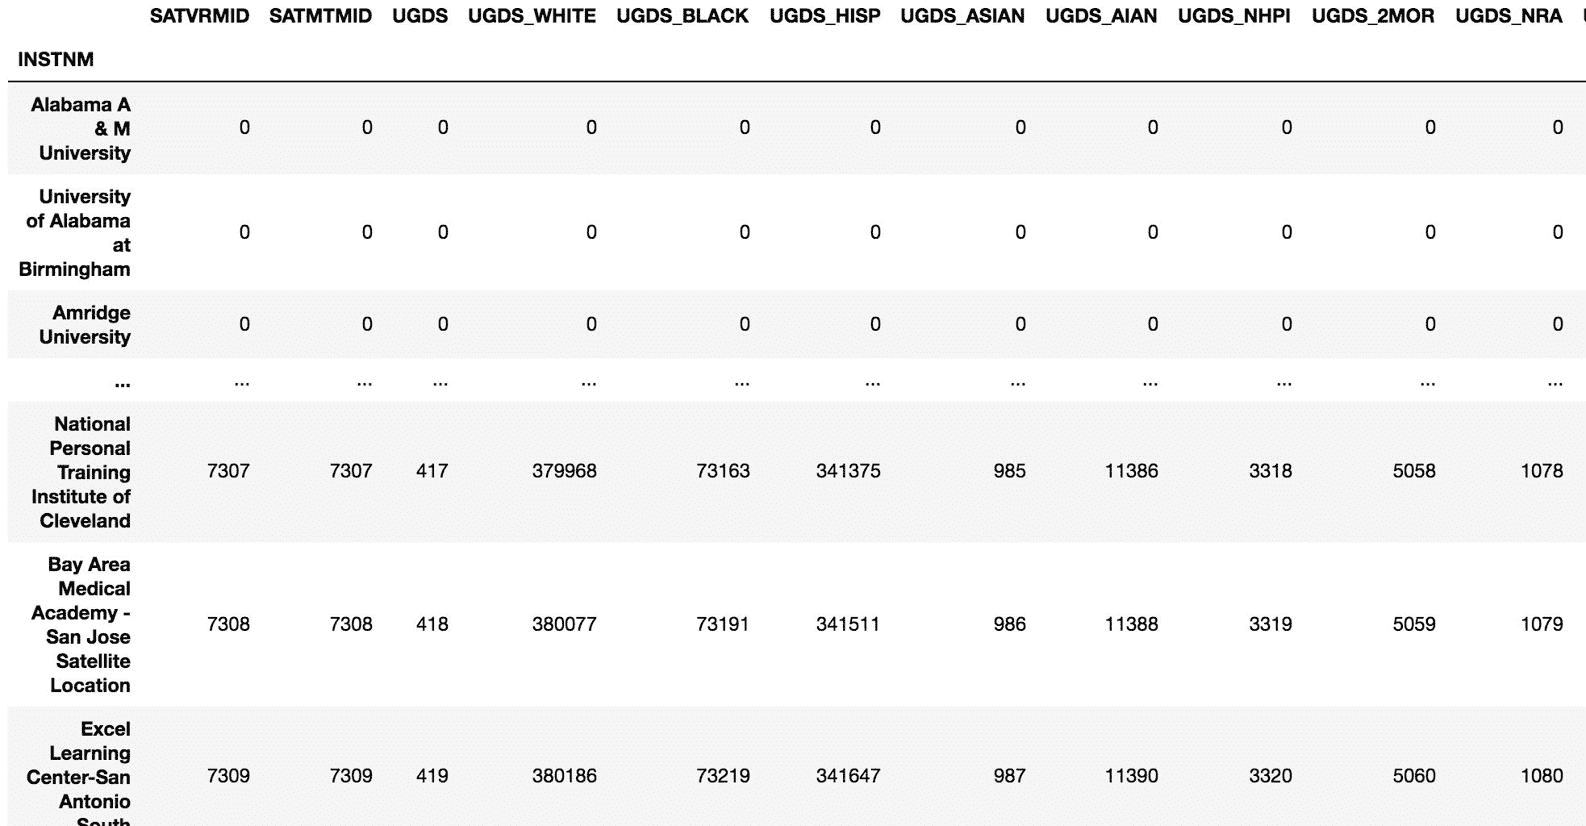 SATVRMID SATMTMID UGDS UGDS_WHITE UGDS_BLACK UGDS_HISP UGDS_ASIAN UGDS_AIAN UGDS_NHPI UGDS_2MOR UGDS_NRA
INSTNM
Alabama A
& M
University
0 0 0 0 0 0 0 0 0 0 0
University
of Alabama
at
Birmingham
0 0 0 0 0 0 0 0 0 0 0
Amridge
University
0 0 0 0 0 0 0 0 0 0 0
... ... ... ... ... ... ... ... ... ... ... ...
National
Personal
Training
Institute of
Cleveland
7307 7307 417 379968 73163 341375 985 11386 3318 5058 1078
Bay Area
Medical
Academy -
San Jose
Satellite
Location
7308 7308 418 380077 73191 341511 986 11388 3319 5059 1079
Excel
Learning
Center-San
Antonio
South
7309 7309 419 380186 73219 341647 987 11390 3320 5060 1080